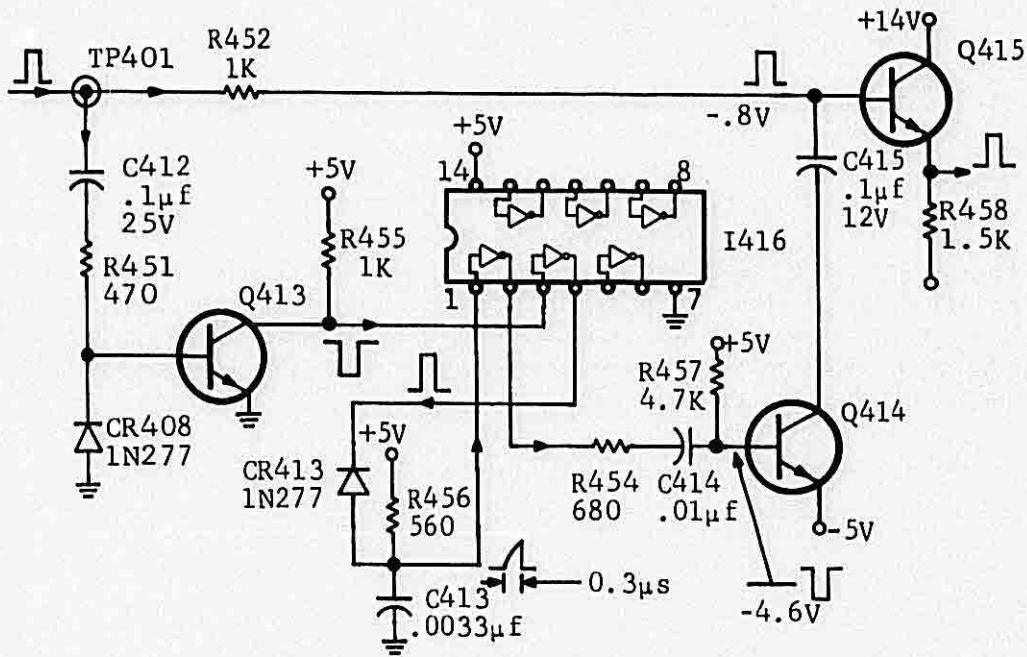 +14V
Q415
TP401
R452
1K
-.8V
+5V
14
8
C412
.1µf
25V
+5V
R455
1K
I416
C415
.1µf
12V
R458
1.5K
R451
470
Q413
1
7
+5V
R457
4.7K
Q414
CR408
1N277
+5V
CR413
1N277
R456
560
R454
680
C414
.01µf
-5V
0.3µs
-4.6V
C413
.0033µf